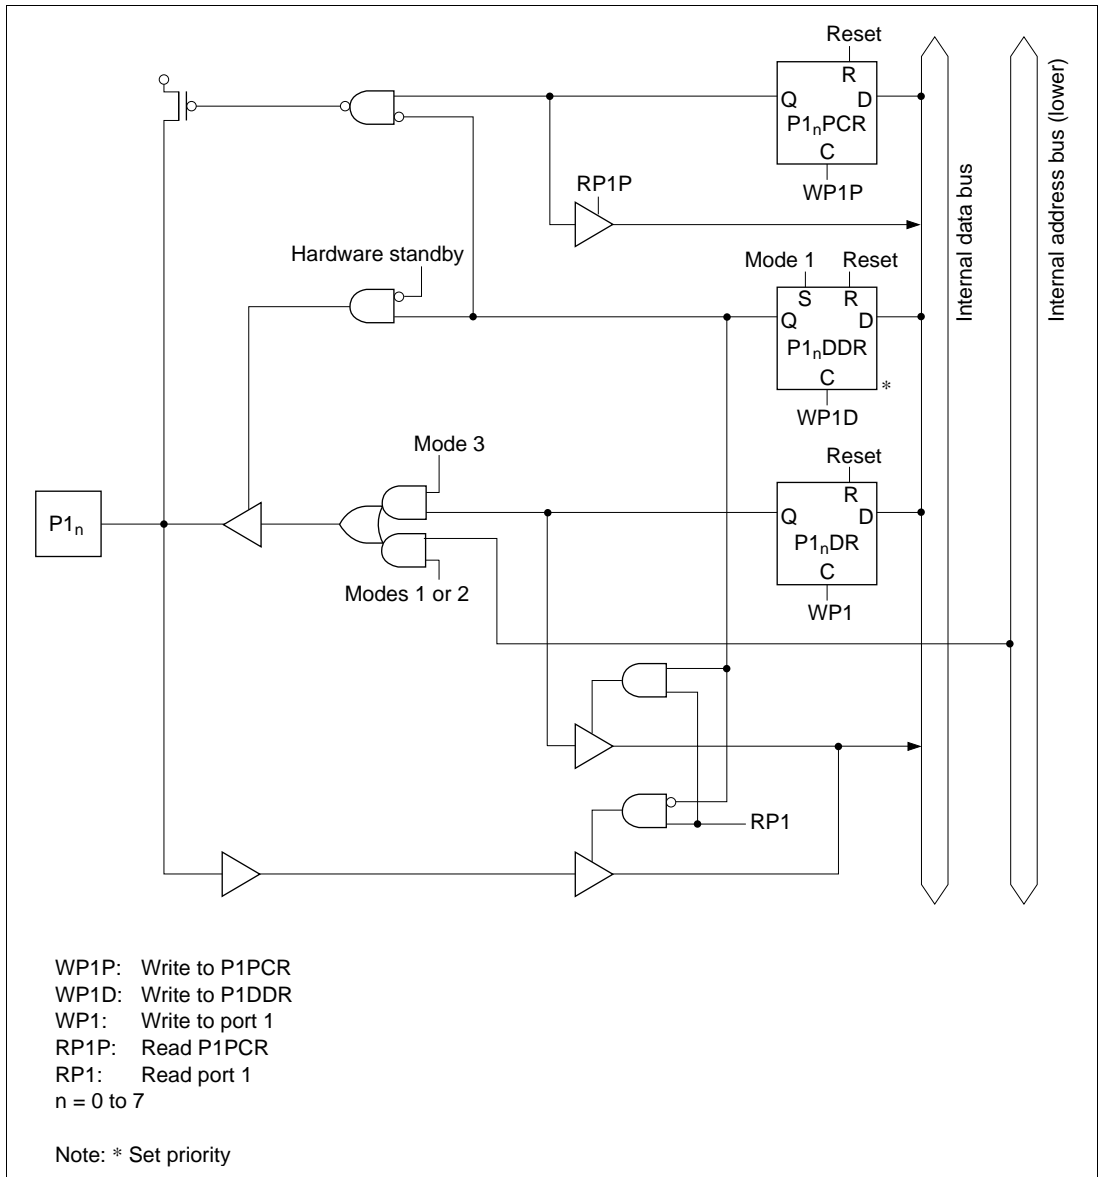 Reset
R
Q D
P1nPCR
C
WP1P
RP1P
Internal data bus
Internal address bus (lower)
Hardware standby
Mode 1 Reset
S R
Q D
P1nDDR
C
*
WP1D
Mode 3
Reset
R
Q D
P1nDR
C
WP1
P1n
Modes 1 or 2
RP1
WP1P: Write to P1PCR
WP1D: Write to P1DDR
WP1: Write to port 1
RP1P: Read P1PCR
RP1: Read port 1
n = 0 to 7
Note: * Set priority